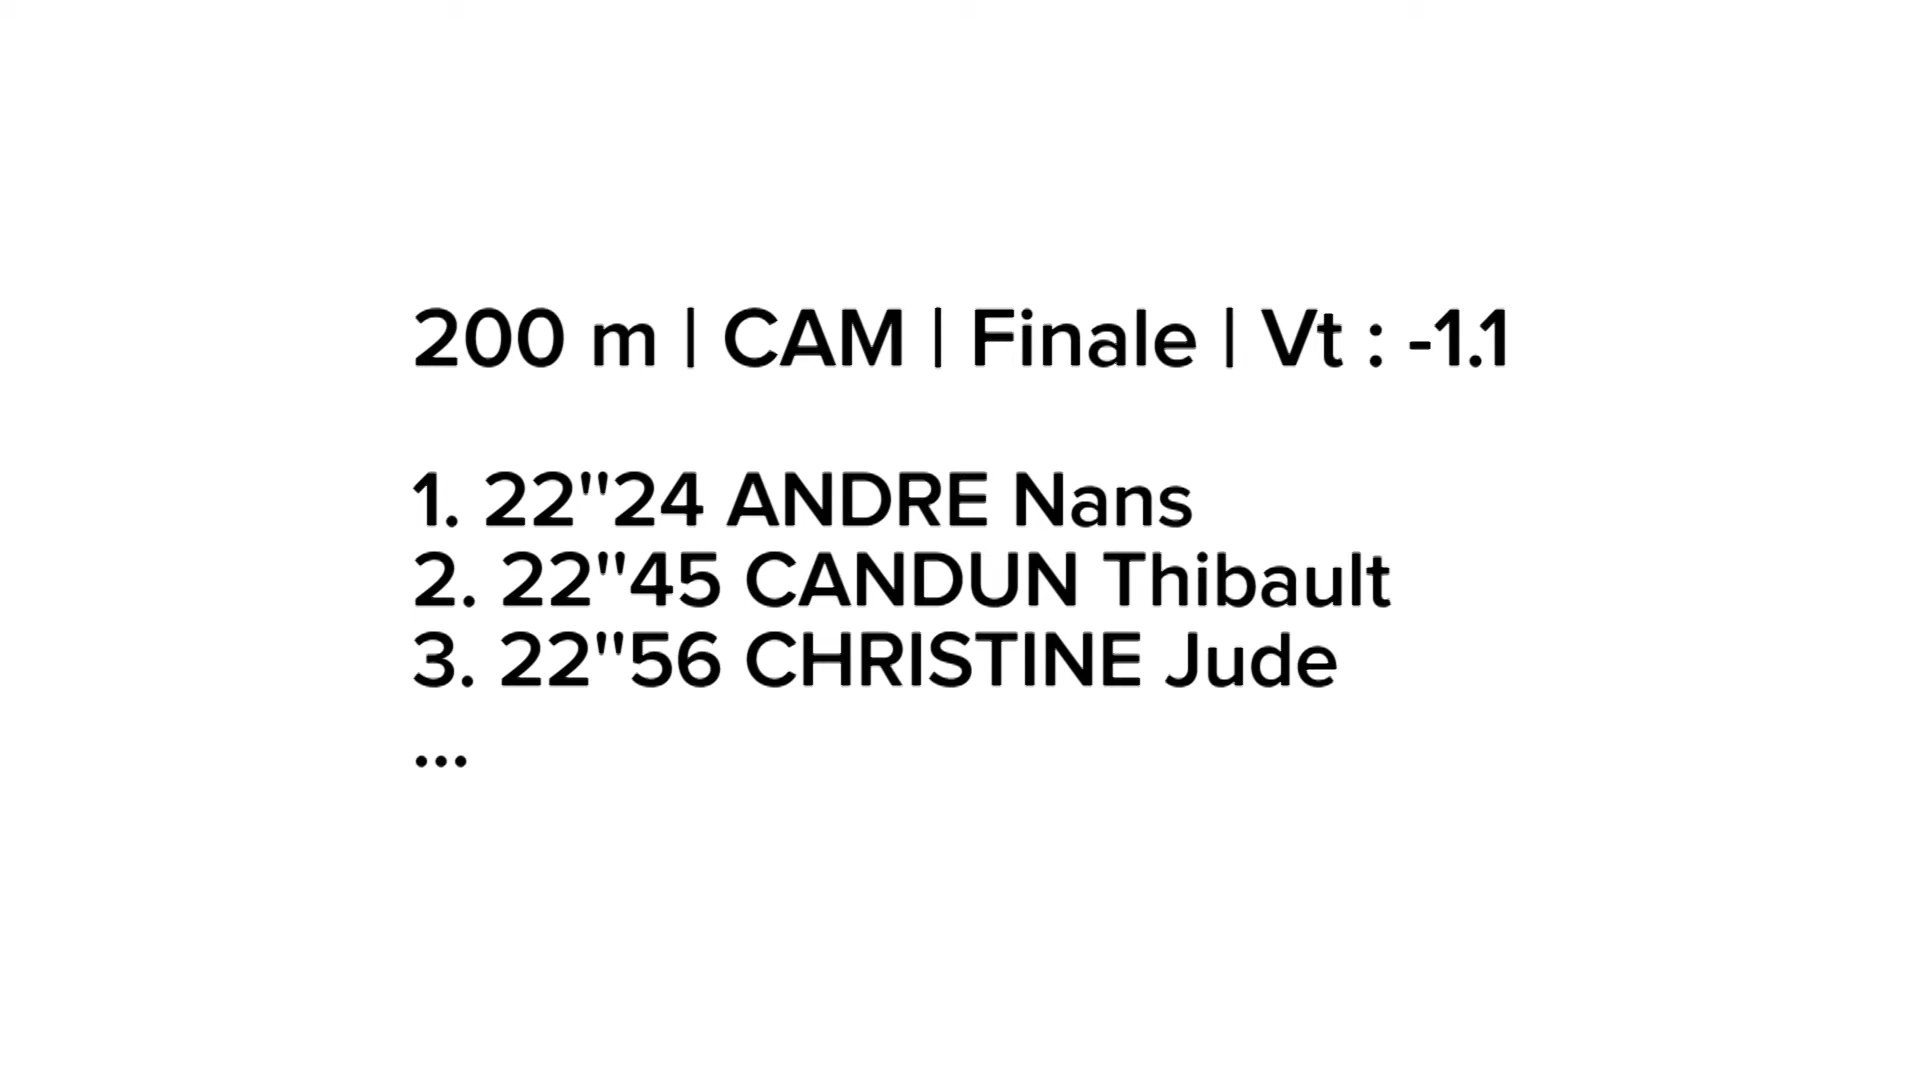 200 m | CAM | Finale | Vt : -1.1
1. 22''24 ANDRE Nans
2. 22''45 CANDUN Thibault
3. 22''56 CHRISTINE Jude
...